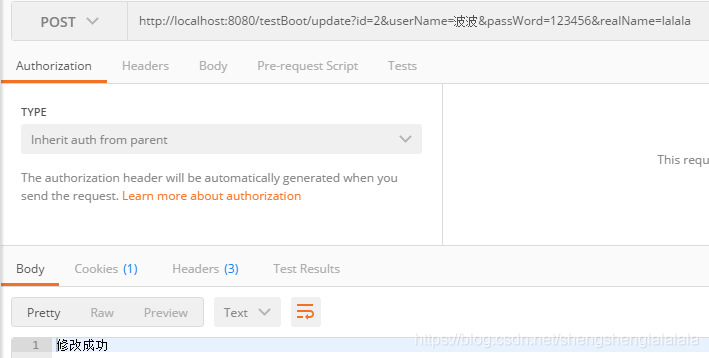 POST http://localhost:8080/testBoot/update?id=2&userName=波波&passWord=123456&realName=lalala
Authorization Headers Body Pre-request Script Tests
TYPE
Inherit auth from parent
This requ
The authorization header will be automatically generated when you
send the request. Learn more about authorization
Body Cookies (1) Headers (3) Test Results
Pretty Raw Preview Text
1 修改成功
https://blog.csdn.net/shengshenglalalala